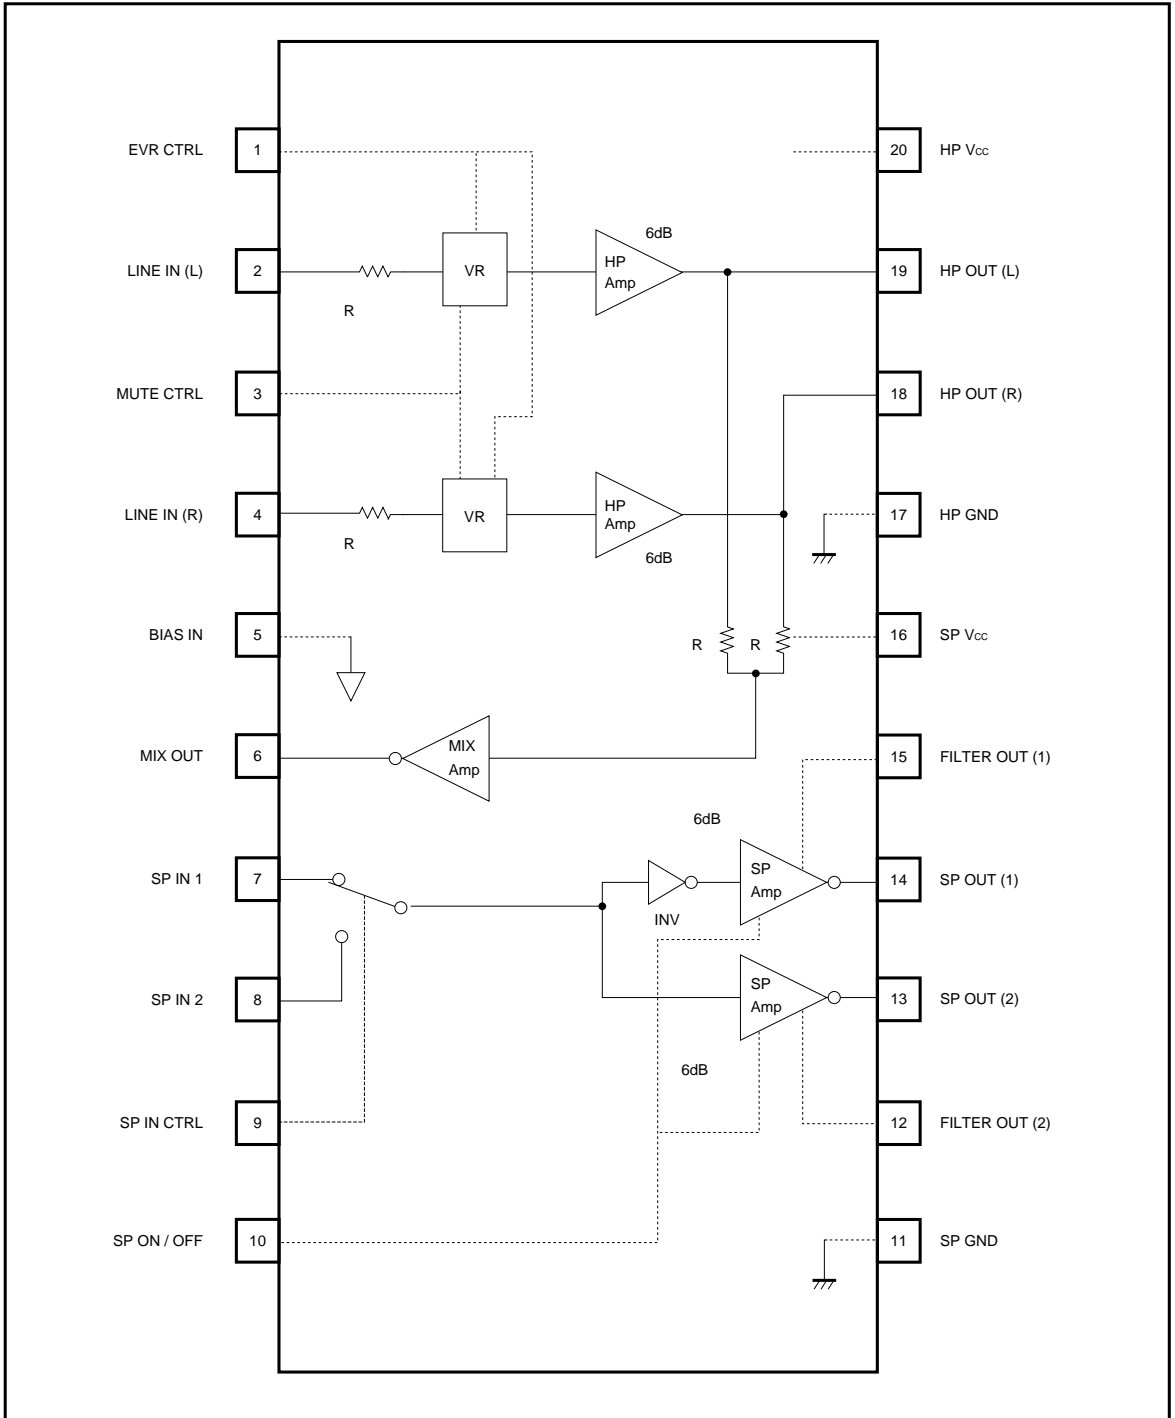 EVR CTRL 1 20 HP Vcc
6dB
LINE IN (L) 2 VR HP 19 HP OUT (L)
Amp
R
MUTE CTRL 3 18 HP OUT (R)
LINE IN (R) 4 VR HP 17 HP GND
Amp
R 6dB
BIAS IN 5 R R 16 SP Vcc
MIX OUT 6 MIX 15 FILTER OUT (1)
Amp
6dB
SP IN 1 7 SP 14 SP OUT (1)
Amp
INV
SP IN 2 8 SP 13 SP OUT (2)
Amp
6dB
SP IN CTRL 9 12 FILTER OUT (2)
SP ON / OFF 10 11 SP GND